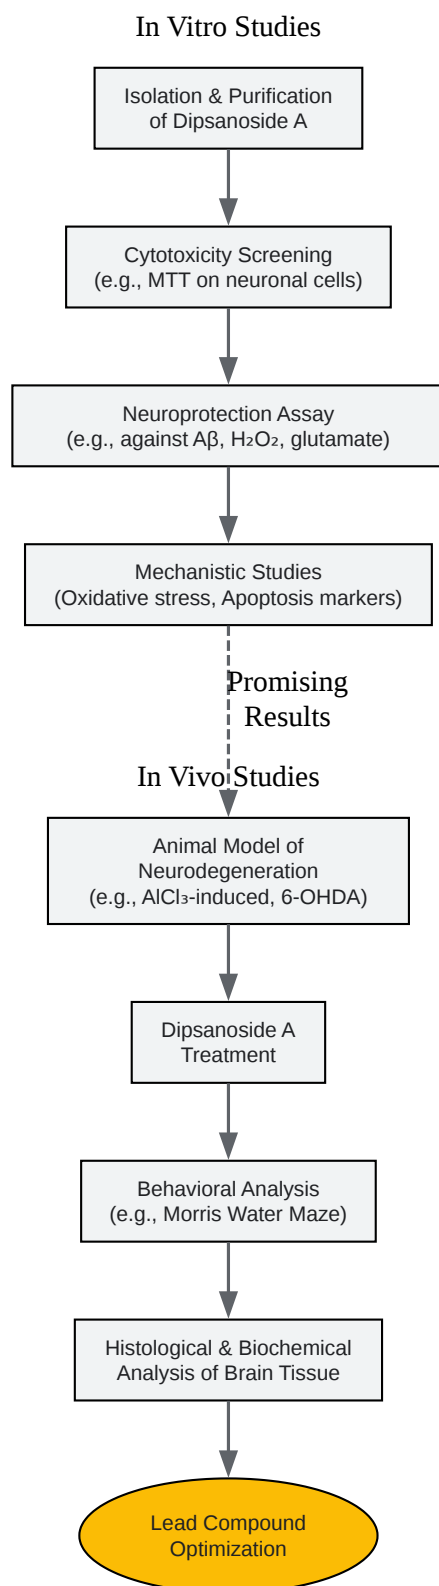 In Vitro Studies
Isolation & Purification
of Dipsanoside A
Cytotoxicity Screening
(e.g., MTT on neuronal cells)
Neuroprotection Assay
(e.g., against Aβ, H₂O₂, glutamate)
Mechanistic Studies
(Oxidative stress, Apoptosis markers)
Promising
Results
In Vivo Studies
Animal Model of
Neurodegeneration
(e.g., AlCl₃-induced, 6-OHDA)
Dipsanoside A
Treatment
Behavioral Analysis
(e.g., Morris Water Maze)
Histological & Biochemical
Analysis of Brain Tissue
Lead Compound
Optimization